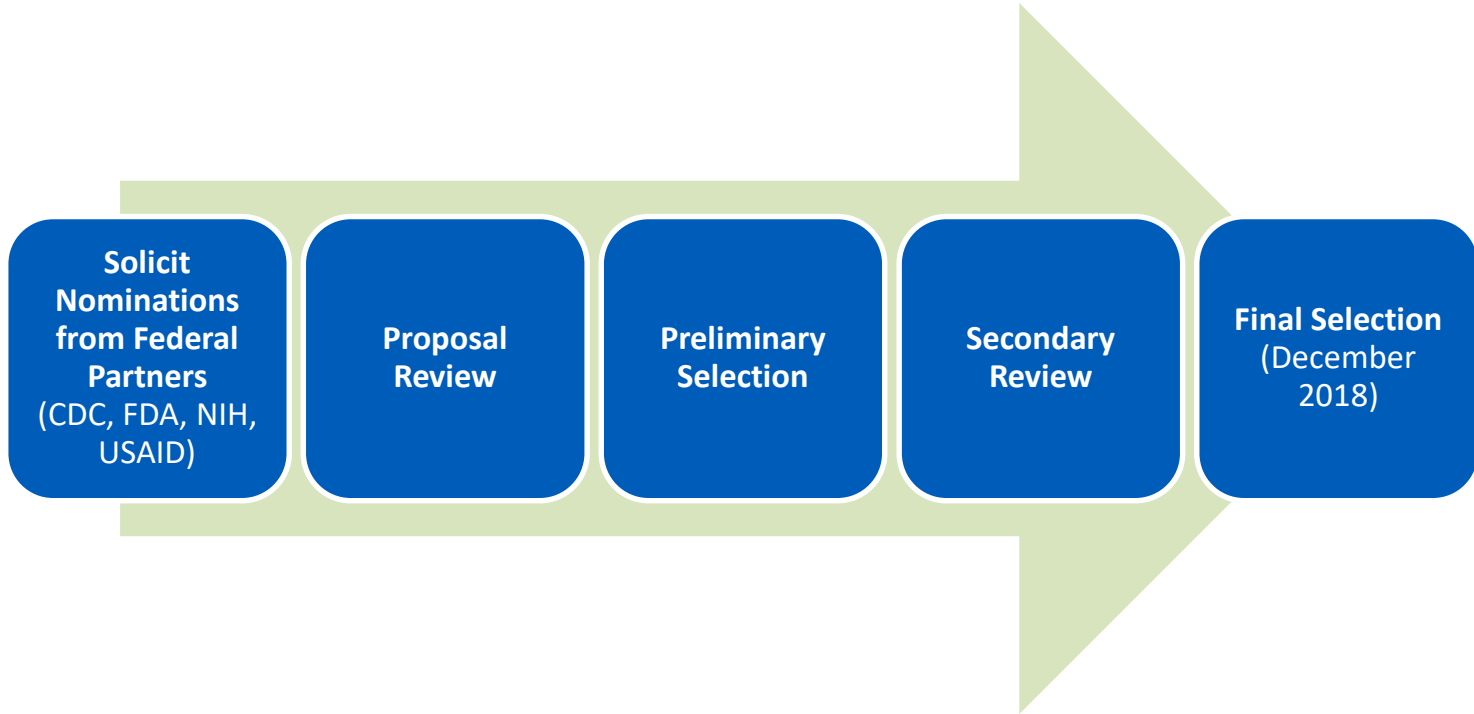 Solicit
Nominations
from Federal
Partners
(CDC, FDA, NIH,
USAID)
Proposal
Review
Preliminary
Selection
Secondary
Review
Final Selection
(December
2018)